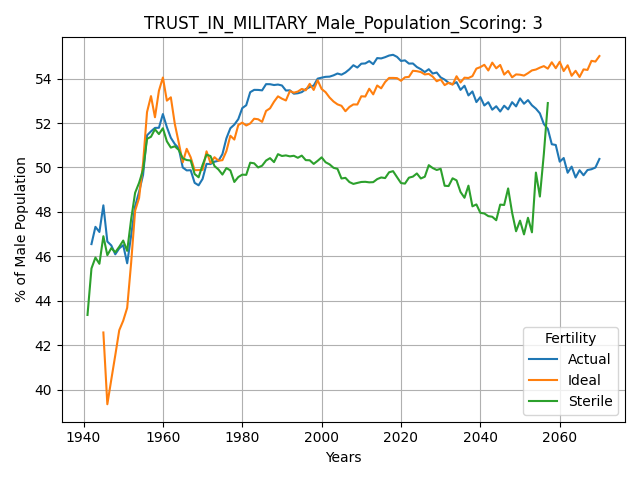 TRUST_IN_MILITARY_Male_Population_Scoring: 3
% of Male Population
54
52
50
48
46
44
42
40
1940
1960
1980
2000
2020
2040
2060
Years
Fertility
Actual
Ideal
Sterile